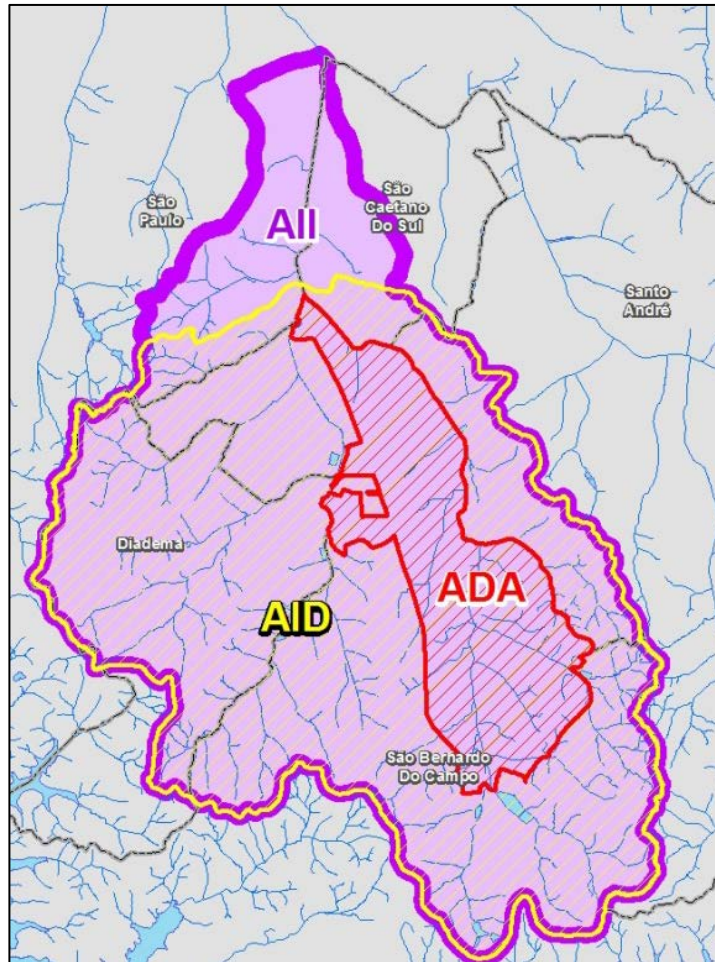 São
Paulo
AII
São
Caetano
Do Sul
Santo
André
Diadema
AID
ADA
São Bernardo
Do Campo